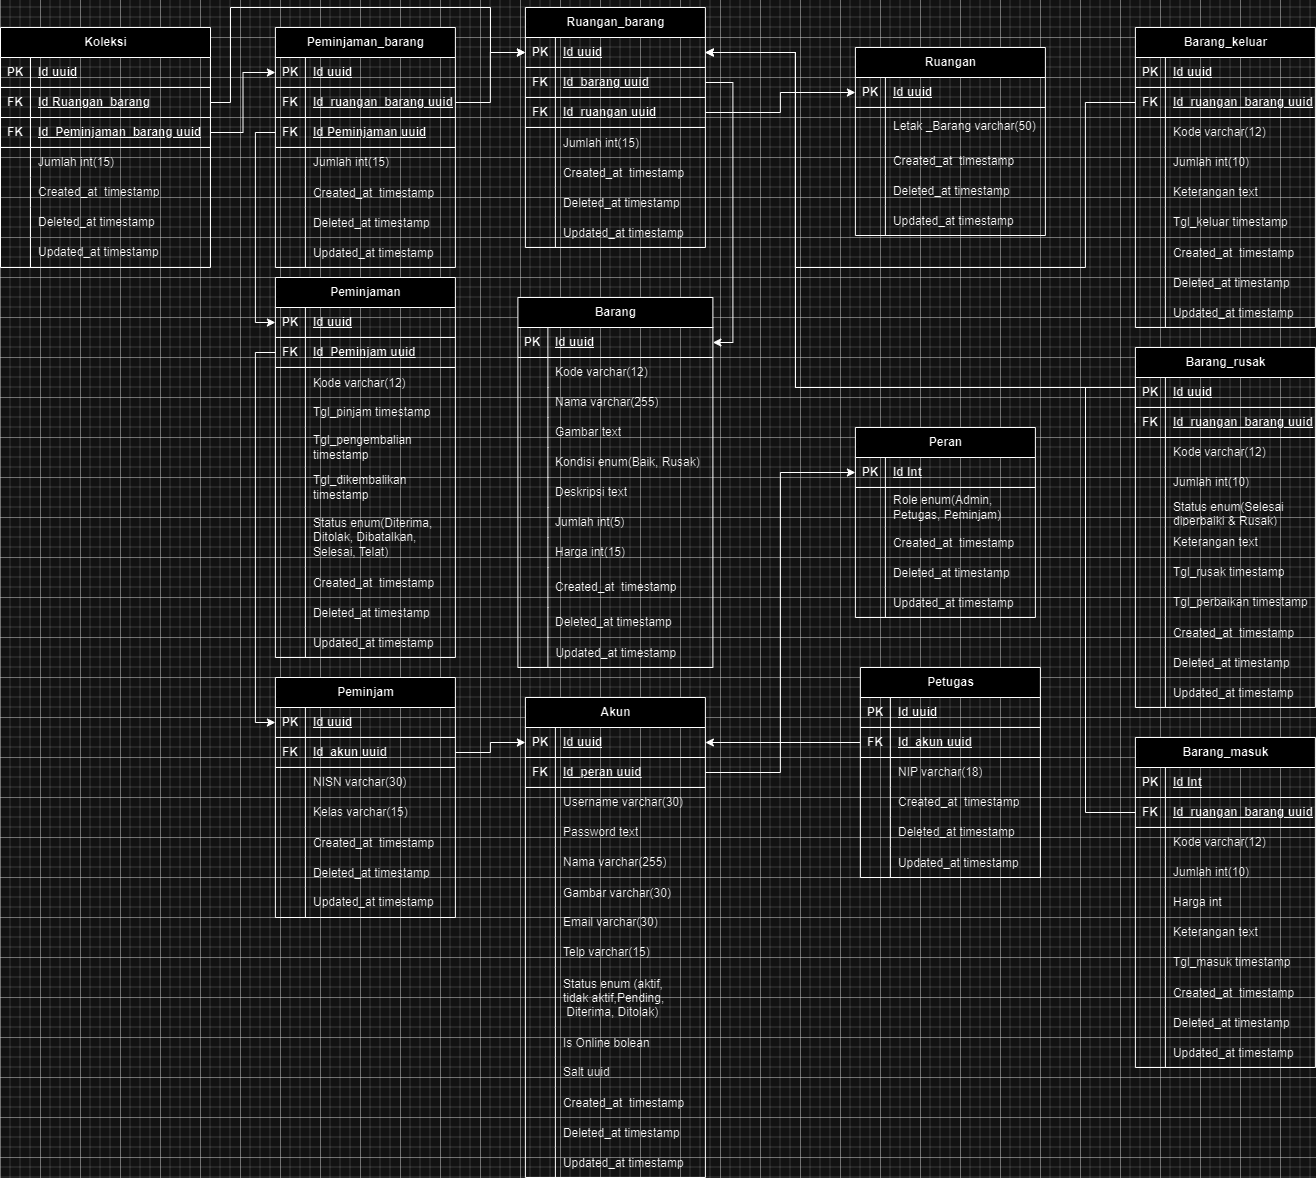 Koleksi
PK Id uuid
FK Id Ruangan_barang
FK Id_Peminjaman_barang uuid
Jumlah int(15)
Created_at timestamp
Deleted_at timestamp
Updated_at timestamp
Peminjaman_barang
PK Id uuid
FK Id_ruangan_barang uuid
FK Id Peminjaman uuid
Jumlah int(15)
Created_at timestamp
Deleted_at timestamp
Updated_at timestamp
Ruangan_barang
PK Id uuid
FK Id_barang uuid
FK Id_ruangan uuid
Jumlah int(15)
Created_at timestamp
Deleted_at timestamp
Updated_at timestamp
Ruangan
PK Id uuid
Letak _Barang varchar(50)
Created_at timestamp
Deleted_at timestamp
Updated_at timestamp
Barang_keluar
PK Id uuid
FK Id_ruangan_barang uuid
Kode varchar(12)
Jumlah int(10)
Keterangan text
Tgl_keluar timestamp
Created_at timestamp
Deleted_at timestamp
Updated_at timestamp
Peminjaman
PK Id uuid
FK Id_Peminjam uuid
Kode varchar(12)
Tgl_pinjam timestamp
Tgl_pengembalian
timestamp
Tgl_dikembalikan
timestamp
Status enum(Diterima,
Ditolak, Dibatalkan,
Selesai, Telat)
Created_at timestamp
Deleted_at timestamp
Updated_at timestamp
Barang
PK Id uuid
Kode varchar(12)
Nama varchar(255)
Gambar text
Kondisi enum(Baik, Rusak)
Deskripsi text
Jumlah int(5)
Harga int(15)
Created_at timestamp
Deleted_at timestamp
Updated_at timestamp
Barang_rusak
PK Id uuid
FK Id_ruangan_barang uuid
Kode varchar(12)
Jumlah int(10)
Status enum(Selesai
diperbaiki & Rusak)
Keterangan text
Tgl_rusak timestamp
Tgl_perbaikan timestamp
Created_at timestamp
Deleted_at timestamp
Updated_at timestamp
Peran
PK Id Int
Role enum(Admin,
Petugas, Peminjam)
Created_at timestamp
Deleted_at timestamp
Updated_at timestamp
Peminjam
PK Id uuid
FK Id_akun uuid
NISN varchar(30)
Kelas varchar(15)
Created_at timestamp
Deleted_at timestamp
Updated_at timestamp
Akun
PK Id uuid
FK Id_peran uuid
Username varchar(30)
Password text
Nama varchar(255)
Gambar varchar(30)
Email varchar(30)
Telp varchar(15)
Status enum (aktif,
tidak aktif,Pending,
Diterima, Ditolak)
Is Online bolean
Salt uuid
Created_at timestamp
Deleted_at timestamp
Updated_at timestamp
Petugas
PK Id uuid
FK Id_akun uuid
NIP varchar(18)
Created_at timestamp
Deleted_at timestamp
Updated_at timestamp
Barang_masuk
PK Id Int
FK Id_ruangan_barang uuid
Kode varchar(12)
Jumlah int(10)
Harga int
Keterangan text
Tgl_masuk timestamp
Created_at timestamp
Deleted_at timestamp
Updated_at timestamp